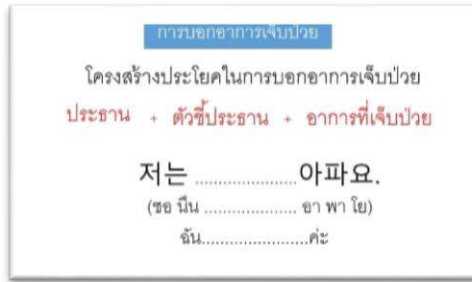 การบอกอาการเจ็บป่วย
โครงสร้างประโยคในการบอกอาการเจ็บป่วย
ประธาน + ตัวชี้ประธาน + อาการที่เจ็บป่วย
저는 .....................아파요.
(ชอ นึน ..................... อา พา โย)
ฉัน.....................ค่ะ